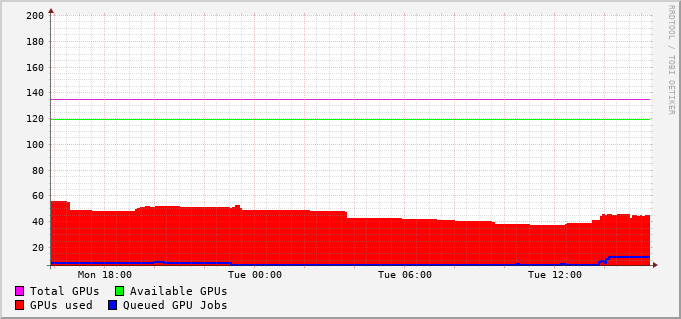 200
180
160
140
120
100
80
60
40
20
Mon 18:00 Tue 00:00 Tue 06:00 Tue 12:00
Total GPUs Available GPUs
GPUs used Queued GPU Jobs
RRDTOOL / TOBI OETIKER